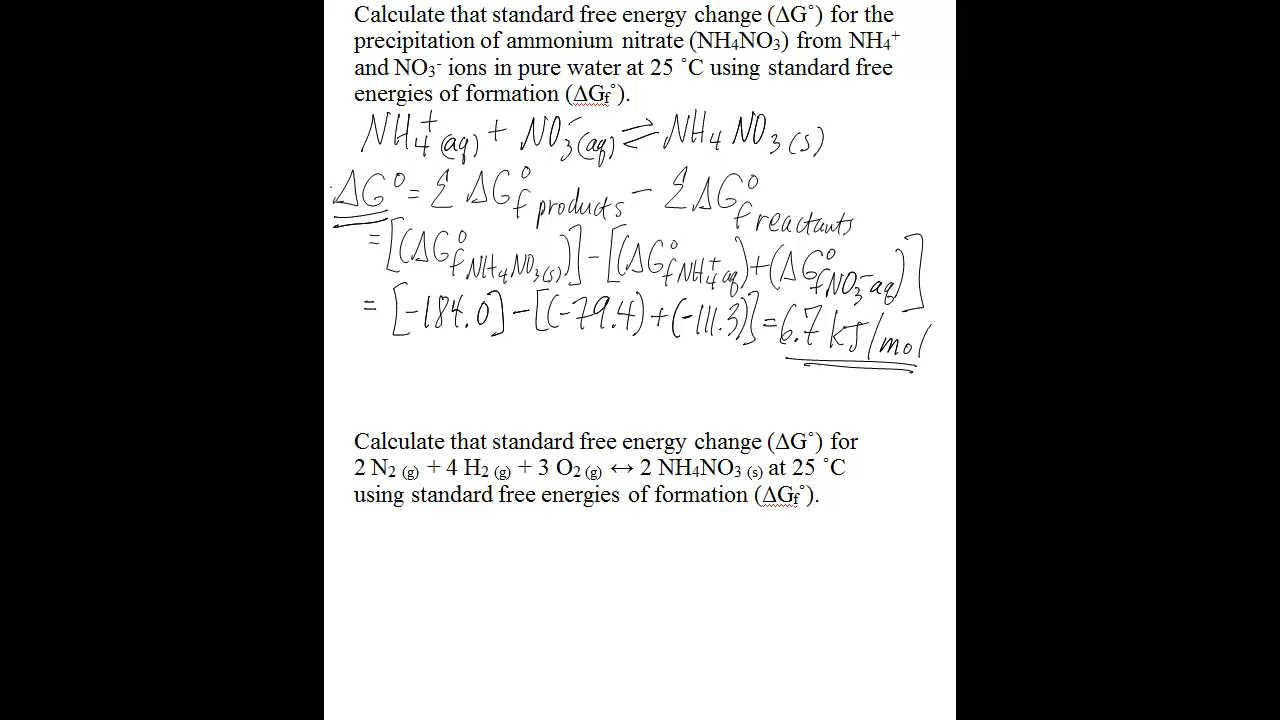 Calculate that standard free energy change (ΔG˚) for the
precipitation of ammonium nitrate (NH₄NO₃) from NH₄⁺
and NO₃⁻ ions in pure water at 25 ˚C using standard free
energies of formation (ΔGf˚).
NH₄⁺(aq) + NO₃⁻(aq) ⇌ NH₄NO₃(s)
ΔG° = Σ ΔG°f products − Σ ΔG°f reactants
= [(ΔG°f NH₄NO₃(s))] − [(ΔG°f NH₄⁺aq) + (ΔG°f NO₃⁻aq)]
= [-184.0] − [(-79.4) + (-111.3)] = 6.7 kJ/mol
Calculate that standard free energy change (ΔG˚) for
2 N₂ (g) + 4 H₂ (g) + 3 O₂ (g) ↔ 2 NH₄NO₃ (s) at 25 ˚C
using standard free energies of formation (ΔGf˚).